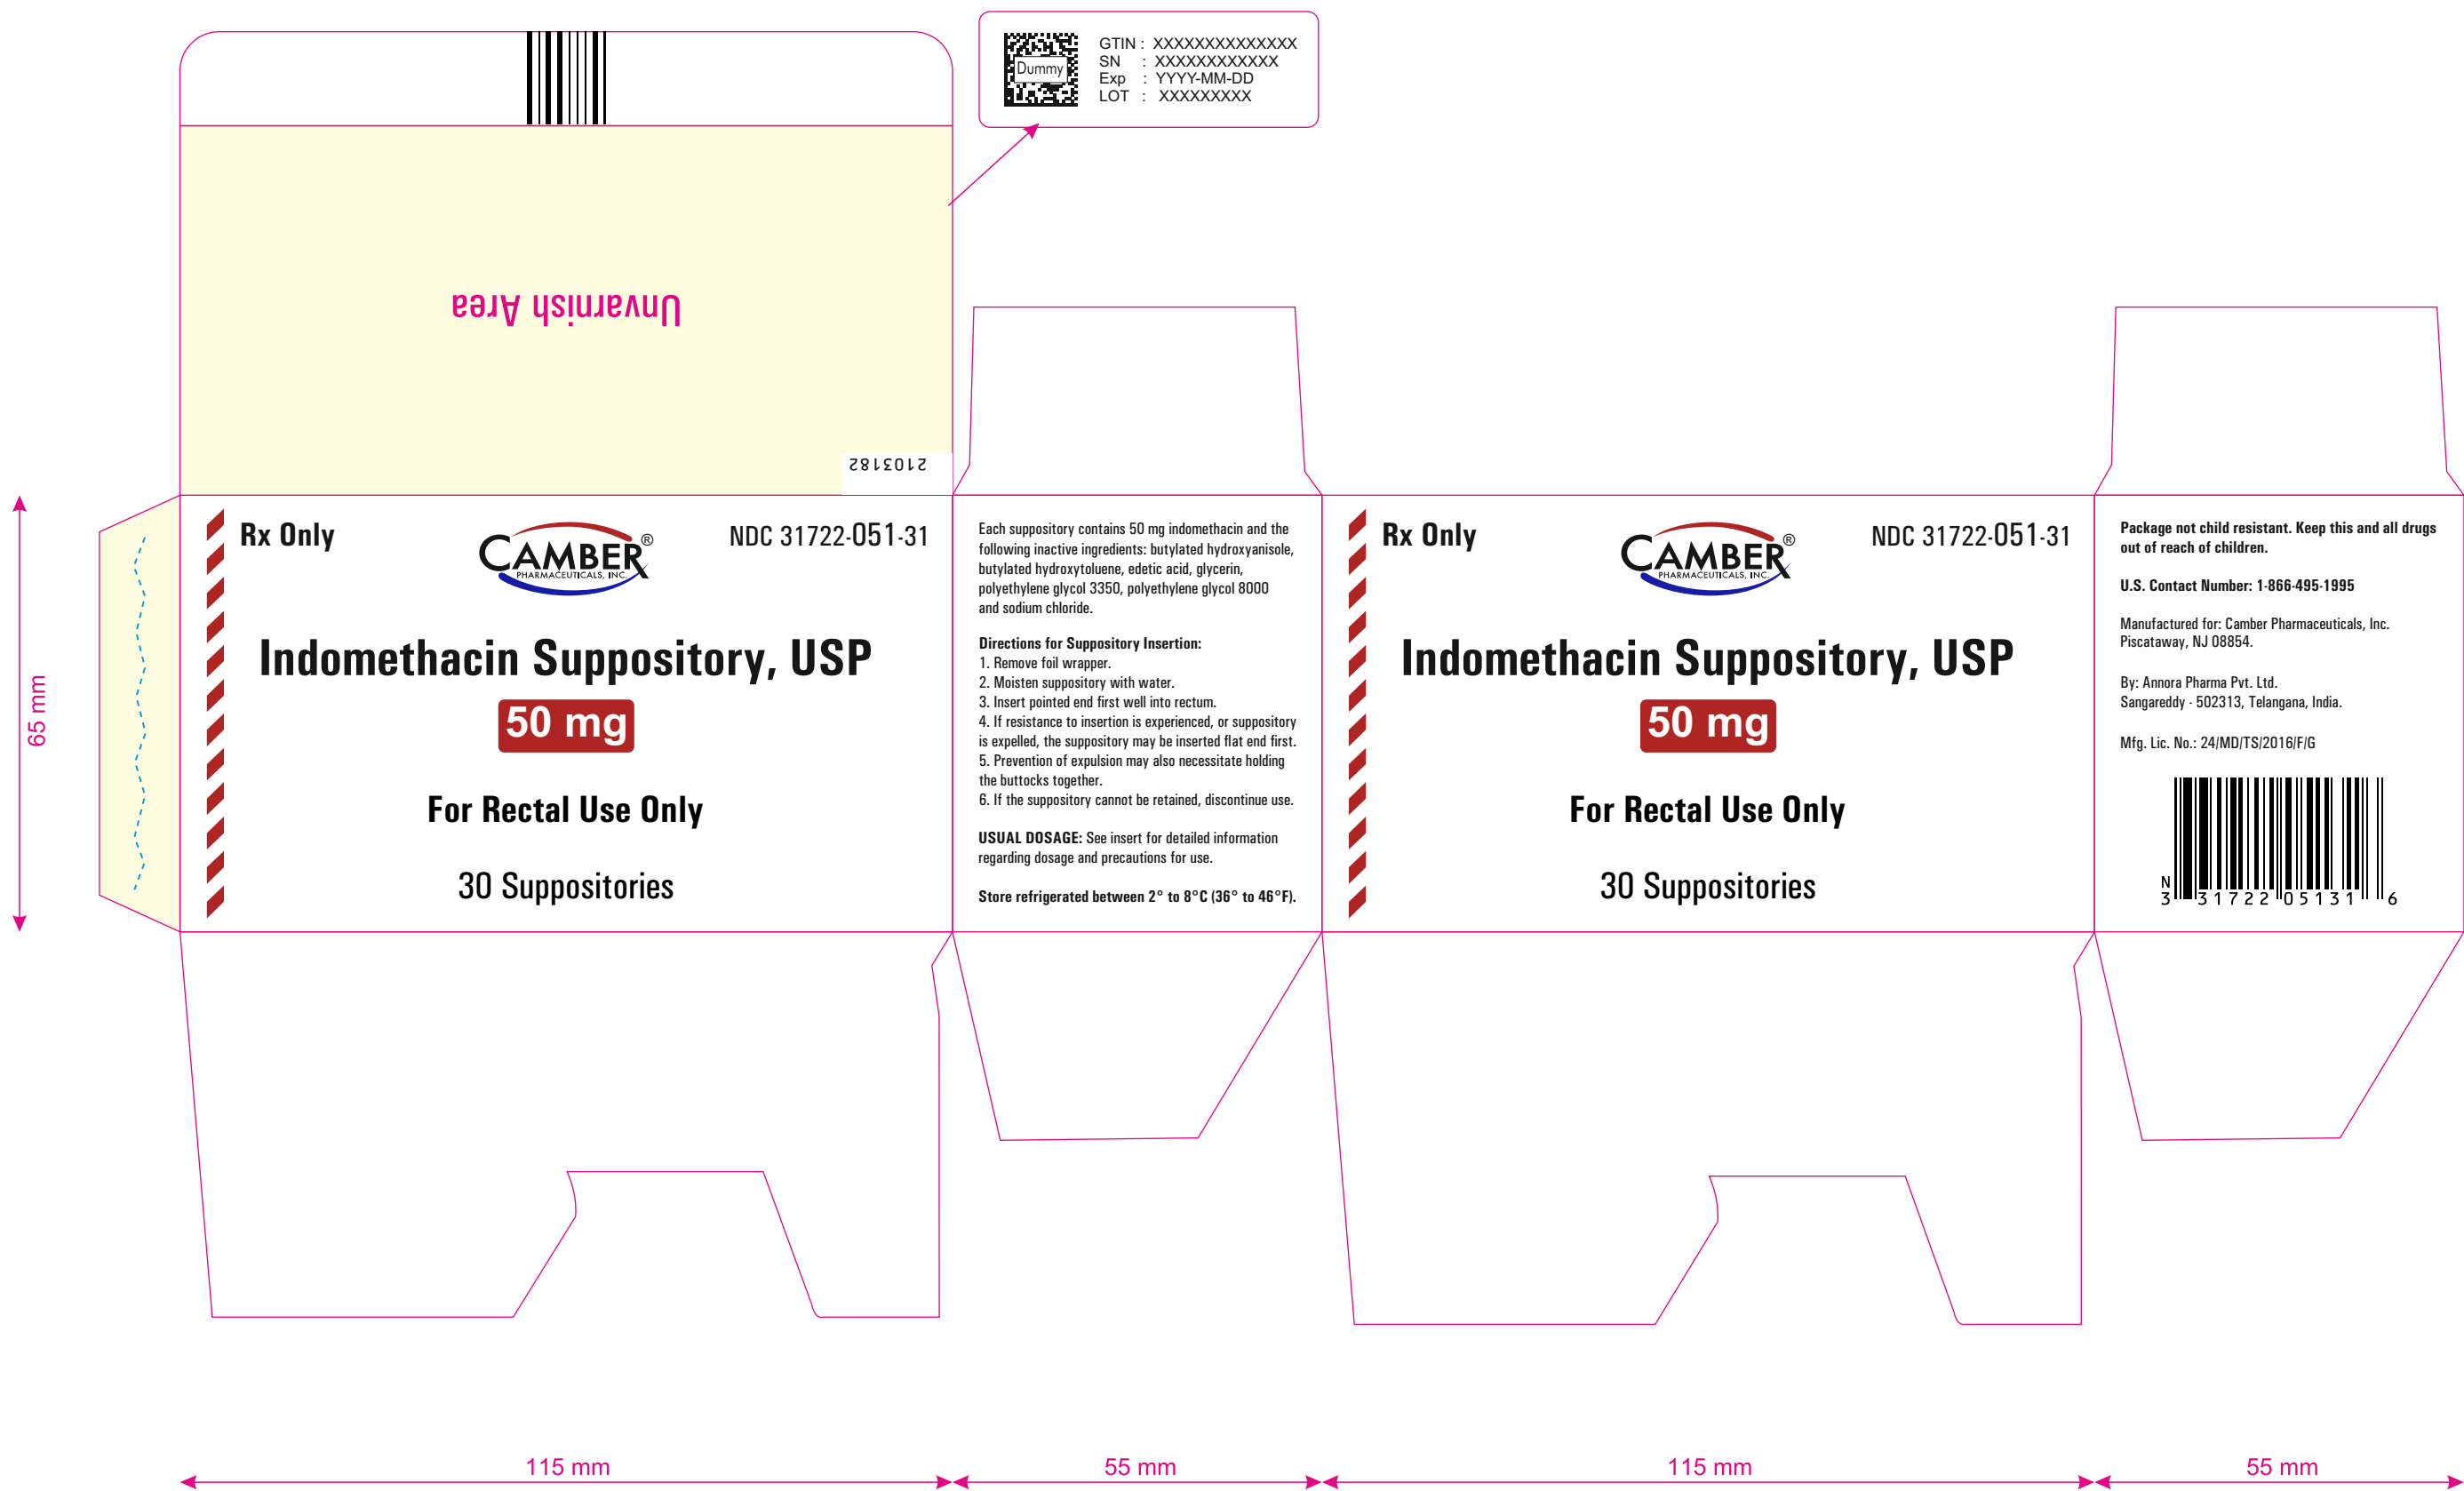 Dummy
GTIN : XXXXXXXXXXXXXX
SN : XXXXXXXXXXXX
Exp : YYYY-MM-DD
LOT : XXXXXXXXX
Unvarnish Area
2103182
65 mm
Rx Only
CAMBER®
PHARMACEUTICALS, INC.
NDC 31722-051-31
Indomethacin Suppository, USP
50 mg
For Rectal Use Only
30 Suppositories
Each suppository contains 50 mg indomethacin and the
following inactive ingredients: butylated hydroxyanisole,
butylated hydroxytoluene, edetic acid, glycerin,
polyethylene glycol 3350, polyethylene glycol 8000
and sodium chloride.
Directions for Suppository Insertion:
1. Remove foil wrapper.
2. Moisten suppository with water.
3. Insert pointed end first well into rectum.
4. If resistance to insertion is experienced, or suppository
is expelled, the suppository may be inserted flat end first.
5. Prevention of expulsion may also necessitate holding
the buttocks together.
6. If the suppository cannot be retained, discontinue use.
USUAL DOSAGE: See insert for detailed information
regarding dosage and precautions for use.
Store refrigerated between 2° to 8°C (36° to 46°F).
Rx Only
CAMBER®
PHARMACEUTICALS, INC.
NDC 31722-051-31
Indomethacin Suppository, USP
50 mg
For Rectal Use Only
30 Suppositories
Package not child resistant. Keep this and all drugs
out of reach of children.
U.S. Contact Number: 1-866-495-1995
Manufactured for: Camber Pharmaceuticals, Inc.
Piscataway, NJ 08854.
By: Annora Pharma Pvt. Ltd.
Sangareddy - 502313, Telangana, India.
Mfg. Lic. No.: 24/MD/TS/2016/F/G
N
3 31722 05131 6
115 mm
55 mm
115 mm
55 mm